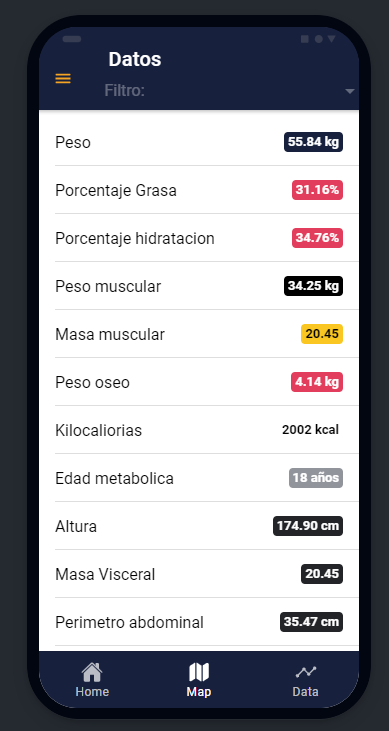 Datos
Filtro:
Peso 55.84 kg
Porcentaje Grasa 31.16%
Porcentaje hidratacion 34.76%
Peso muscular 34.25 kg
Masa muscular 20.45
Peso oseo 4.14 kg
Kilocaliorias 2002 kcal
Edad metabolica 18 años
Altura 174.90 cm
Masa Visceral 20.45
Perimetro abdominal 35.47 cm
Home Map Data